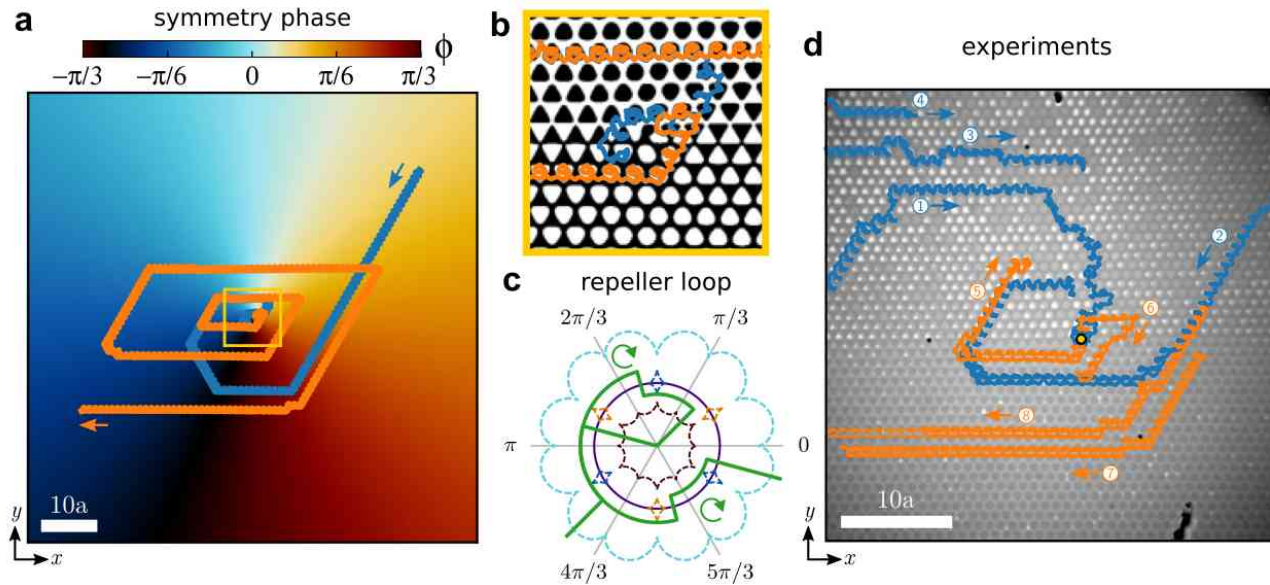 a
symmetry phase
ϕ
−π/3 −π/6 0 π/6 π/3
10a
y
x
b
c
repeller loop
2π/3 π/3
π 0
4π/3 5π/3
d
experiments
④
③
①
②
⑤
⑥
⑧
⑦
10a
y
x